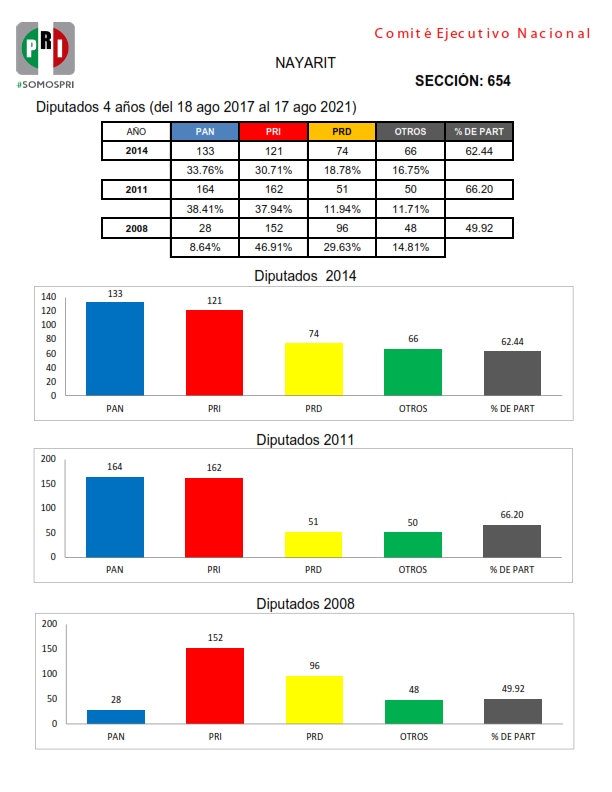 Comité Ejecutivo Nacional
PRI
#SOMOSPRI
NAYARIT
SECCIÓN: 654
Diputados 4 años (del 18 ago 2017 al 17 ago 2021)
AÑO PAN PRI PRD OTROS % DE PART
2014 133 121 74 66 62.44
33.76% 30.71% 18.78% 16.75%
2011 164 162 51 50 66.20
38.41% 37.94% 11.94% 11.71%
2008 28 152 96 48 49.92
8.64% 46.91% 29.63% 14.81%
Diputados 2014
140
120
100
80
60
40
20
0
133 121 74 66 62.44
PAN PRI PRD OTROS % DE PART
Diputados 2011
200
150
100
50
0
164 162 51 50 66.20
PAN PRI PRD OTROS % DE PART
Diputados 2008
200
150
100
50
0
28 152 96 48 49.92
PAN PRI PRD OTROS % DE PART